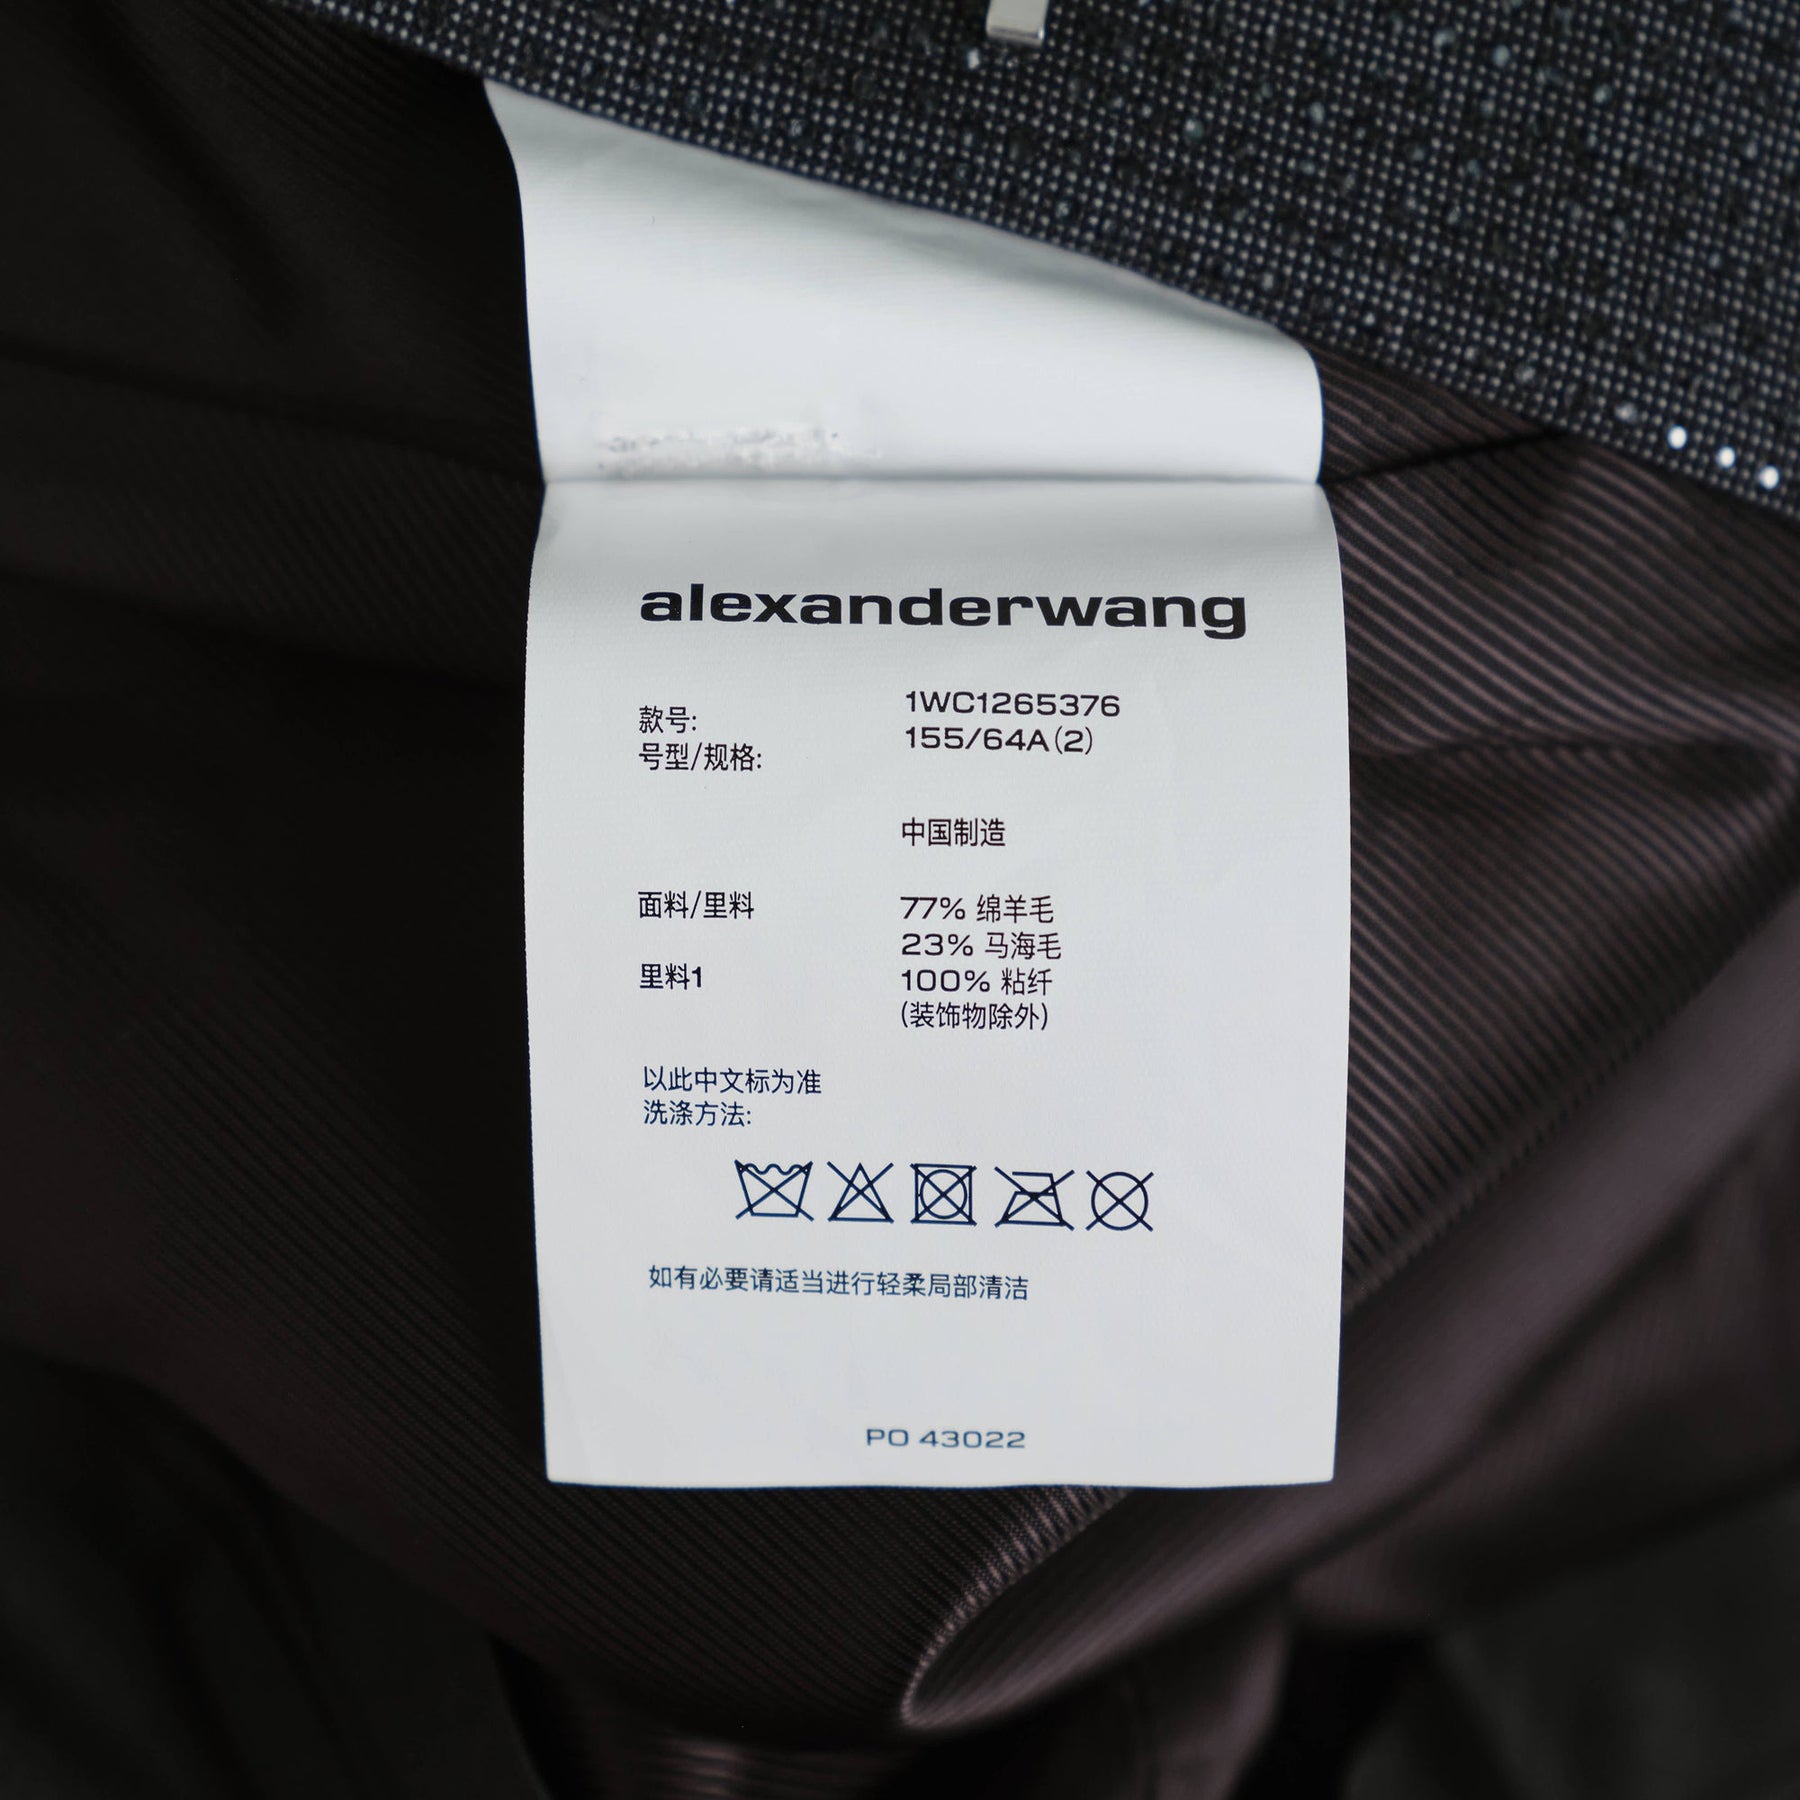 alexanderwang
款号: 1WC1265376
号型/规格: 155/64A(2)
中国制造
面料/里料 77% 绵羊毛
23% 马海毛
里料1 100% 粘纤
(装饰物除外)
以此中文标为准
洗涤方法:
如有必要请适当进行轻柔局部清洁
PO 43022